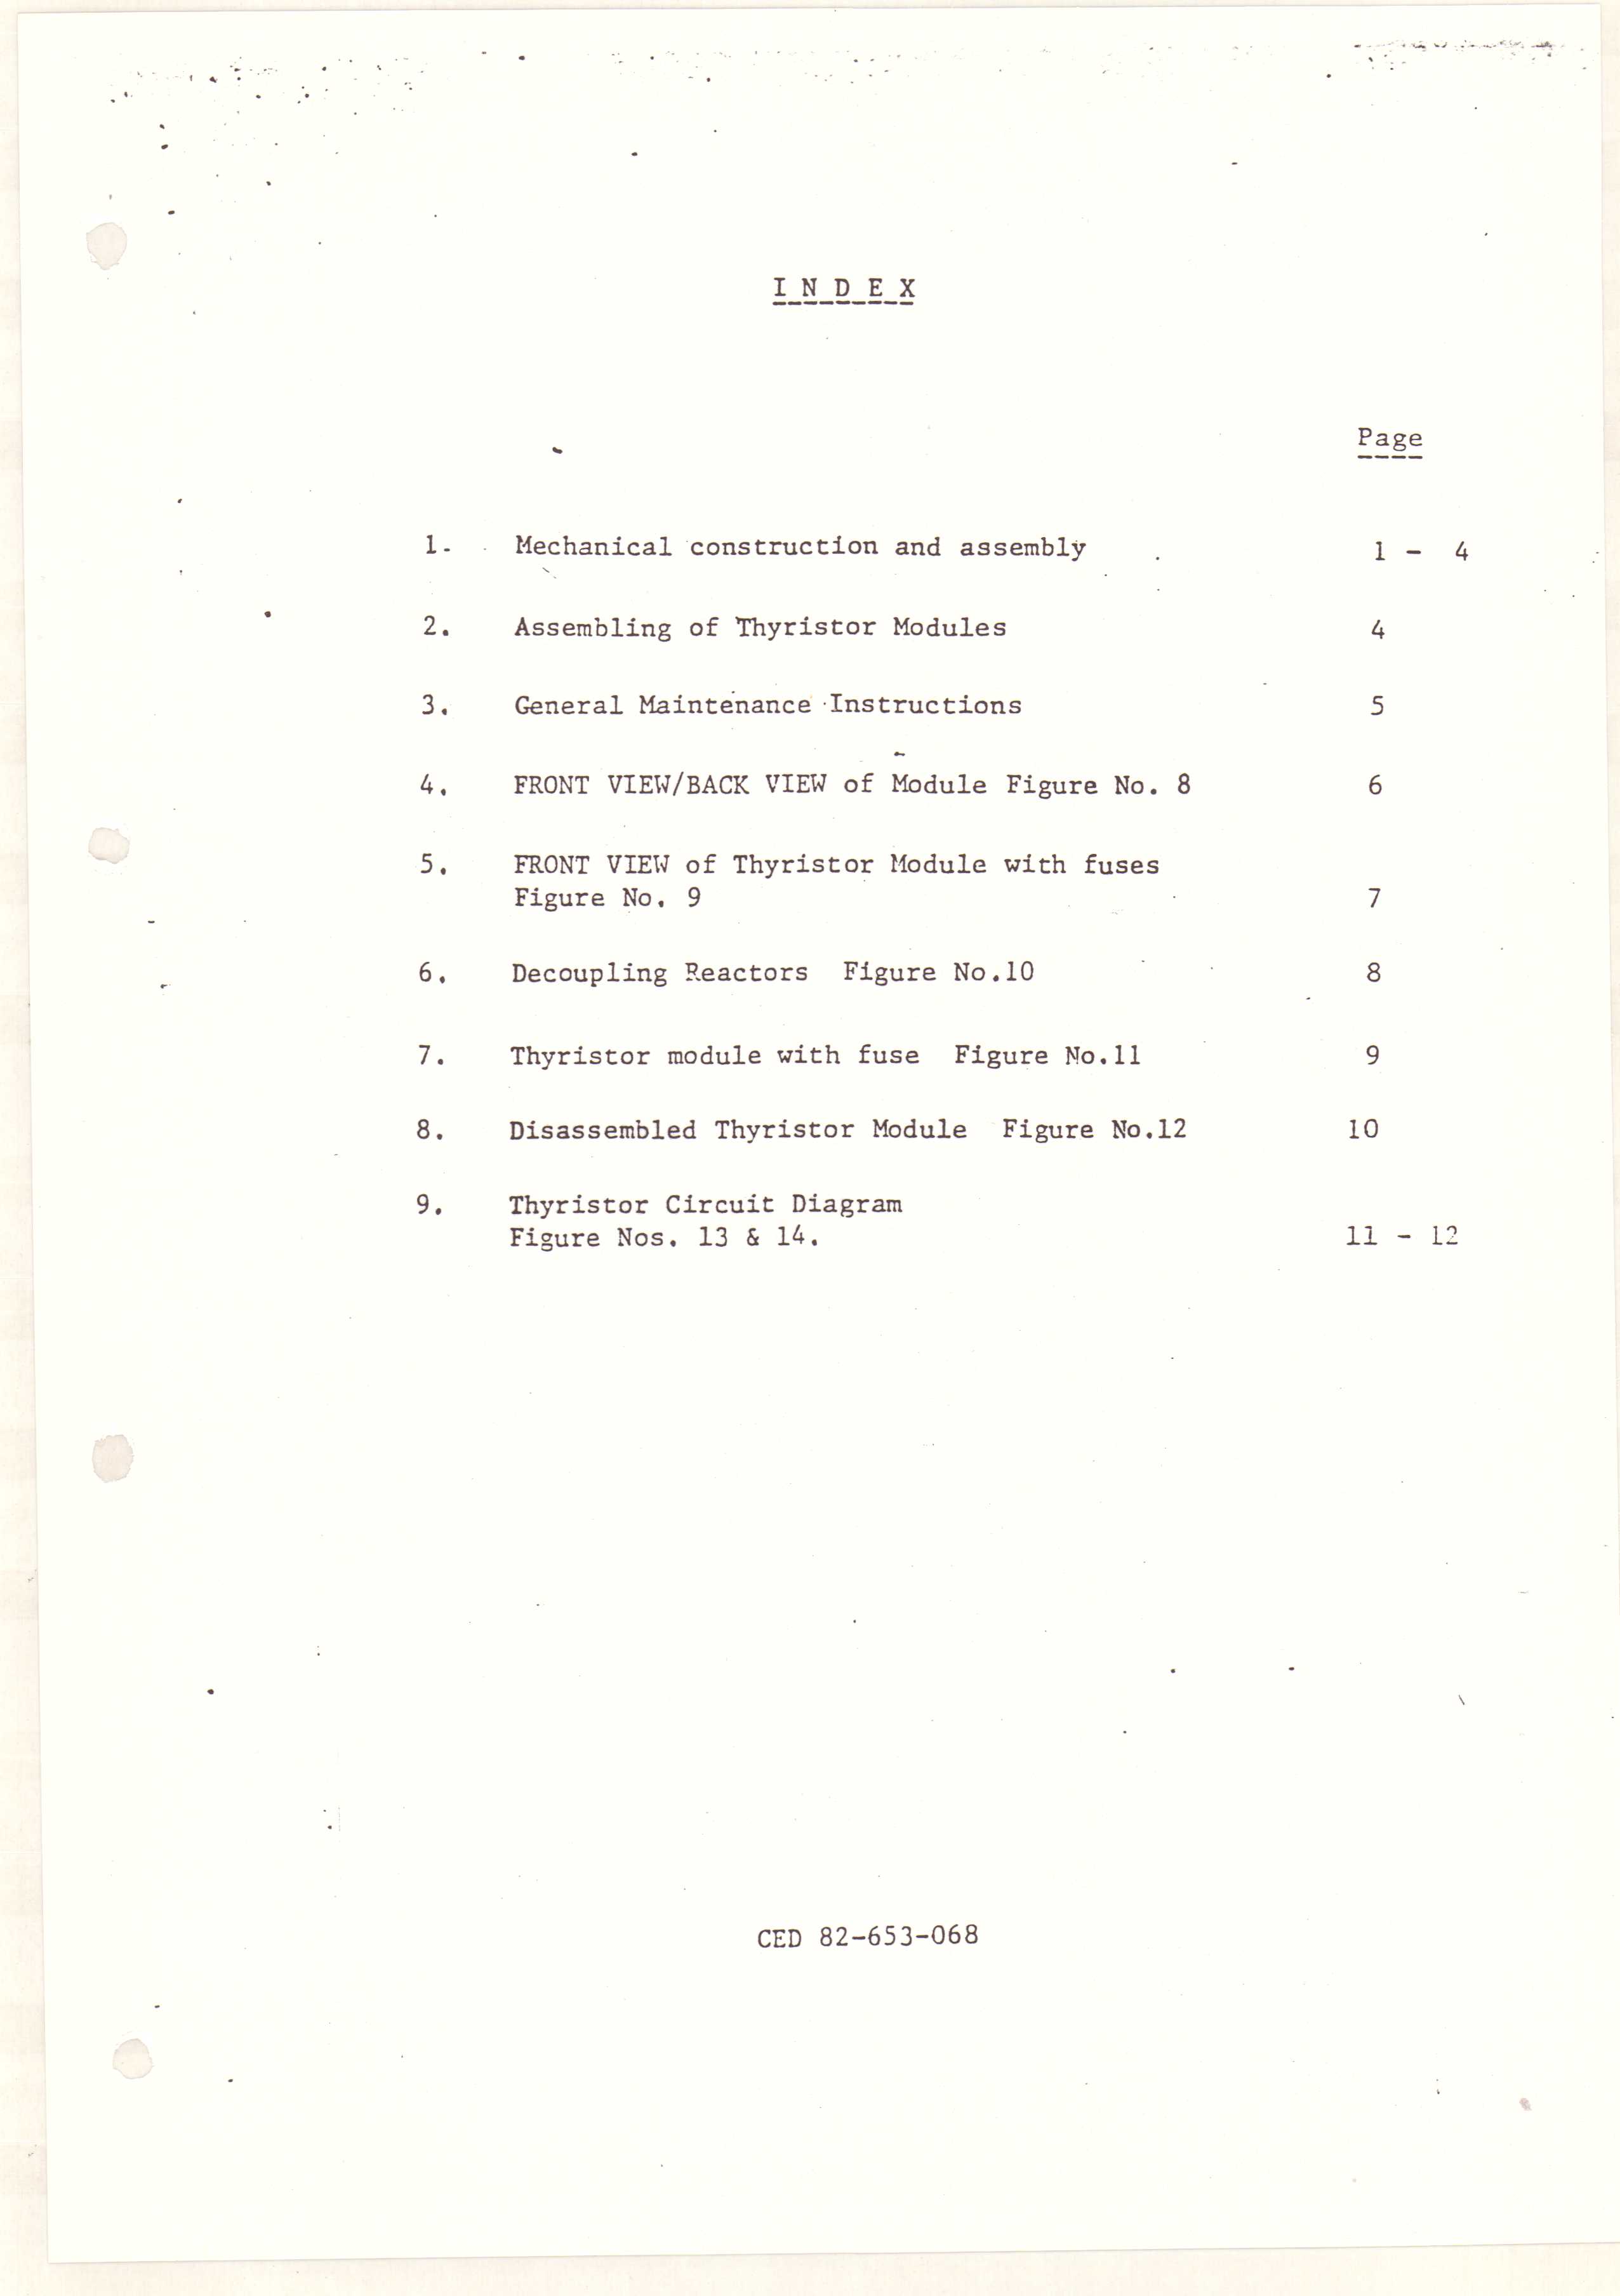 I N D E X
Page
1. Mechanical construction and assembly 1 - 4
2. Assembling of Thyristor Modules 4
3. General Maintenance Instructions 5
4. FRONT VIEW/BACK VIEW of Module Figure No. 8 6
5. FRONT VIEW of Thyristor Module with fuses
Figure No. 9 7
6. Decoupling Reactors Figure No.10 8
7. Thyristor module with fuse Figure No.11 9
8. Disassembled Thyristor Module Figure No.12 10
9. Thyristor Circuit Diagram
Figure Nos. 13 & 14. 11 - 12
CED 82-653-068